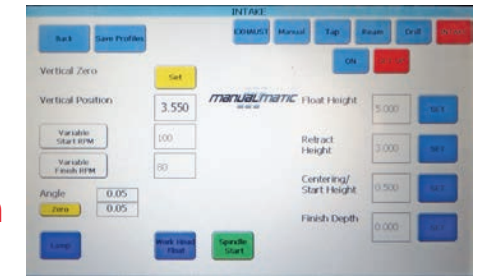 INTAKE
Back
Save Profiles
EXHAUST
Manual
Tap
Ream
Drill
ON
Vertical Zero
Set
Vertical Position
3.550
manualmatic
Float Height
5.000
SET
Variable
Start RPM
100
Retract
Height
3.000
SET
Variable
Finish RPM
80
Centering/
Start Height
0.500
SET
Angle
0.05
Zero
0.05
Finish Depth
0.000
SET
Lamp
Work Head
Float
Spindle
Start